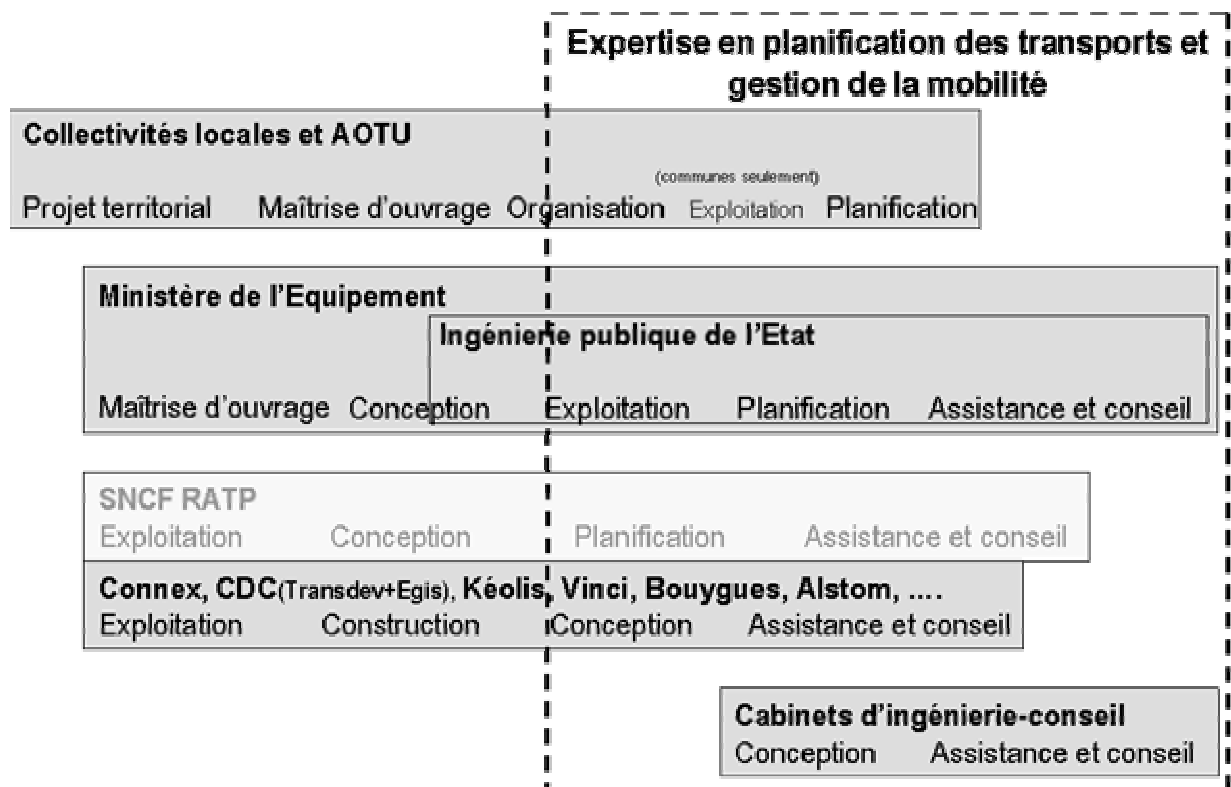 Expertise en planification des transports et
gestion de la mobilité
Collectivités locales et AOTU
(communes seulement)
Projet territorial Maîtrise d'ouvrage Organisation Exploitation Planification
Ministère de l'Equipement
Ingénierie publique de l'Etat
Maîtrise d'ouvrage Conception Exploitation Planification Assistance et conseil
SNCF RATP
Exploitation Conception Planification Assistance et conseil
Connex, CDC(Transdev+Egis), Kéolis, Vinci, Bouygues, Alstom, ....
Exploitation Construction Conception Assistance et conseil
Cabinets d'ingénierie-conseil
Conception Assistance et conseil